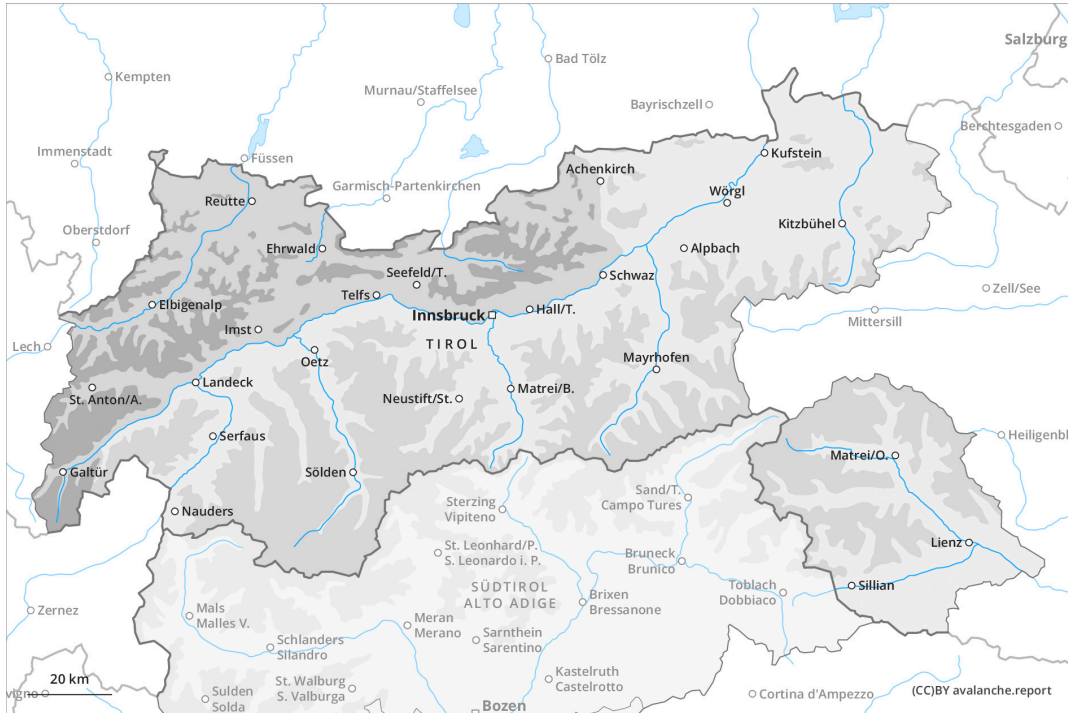 Salzburg
Bad Tölz
Kempten
Murnau/Staffelsee
Bayrischzell
Berchtesgaden
Immenstadt
Füssen
Kufstein
Achenkirch
Garmisch-Partenkirchen
Reutte
Wörgl
Kitzbühel
Oberstdorf
Ehrwald
Alpbach
Seefeld/T.
Schwaz
Telfs
Zell/See
Elbigenalp
Innsbruck
Hall/T.
Mittersill
Imst
TIROL
Lech
Oetz
Mayrhofen
Landeck
Matrei/B.
St. Anton/A.
Neustift/St.
Serfaus
Heiligenbl
Matrei/O.
Galtür
Sölden
Sand/T.
Campo Tures
Sterzing
Vipiteno
Nauders
Lienz
St. Leonhard/P.
S. Leonardo i. P.
Bruneck
Brunico
SÜDTIROL
ALTO ADIGE
Toblach
Dobbiaco
Sillian
Brixen
Bressanone
Zernez
Mals
Malles V.
Meran
Merano
Sarnthein
Sarentino
Schlanders
Silandro
Kastelruth
Castelrotto
20 km
St. Walburg
S. Valburga
vigno
Sulden
Solda
Cortina d'Ampezzo
(CC)BY avalanche.report
Bozen